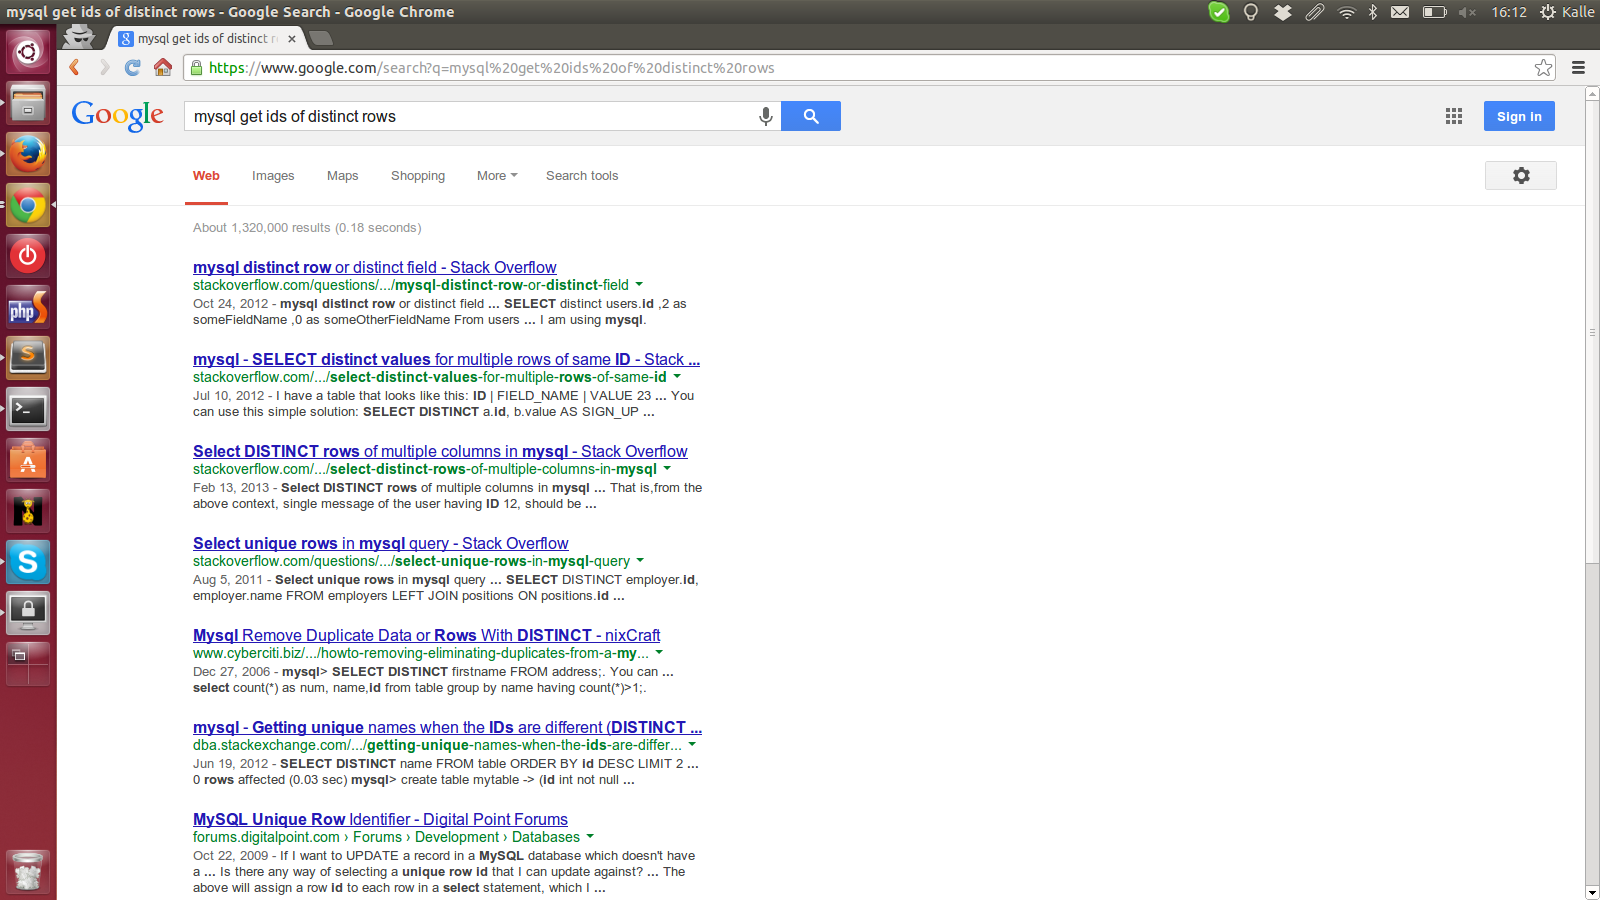 mysql get ids of distinct rows - Google Search - Google Chrome
16:12 Kalle
mysql get ids of distinct r
https://www.google.com/search?q=mysql%20get%20ids%20of%20distinct%20rows
Google
mysql get ids of distinct rows
Sign in
Web Images Maps Shopping More Search tools
About 1,320,000 results (0.18 seconds)
mysql distinct row or distinct field - Stack Overflow
stackoverflow.com/questions/.../mysql-distinct-row-or-distinct-field
Oct 24, 2012 - mysql distinct row or distinct field ... SELECT distinct users.id ,2 as
someFieldName ,0 as someOtherFieldName From users ... I am using mysql.
mysql - SELECT distinct values for multiple rows of same ID - Stack ...
stackoverflow.com/.../select-distinct-values-for-multiple-rows-of-same-id
Jul 10, 2012 - I have a table that looks like this: ID | FIELD_NAME | VALUE 23 ... You
can use this simple solution: SELECT DISTINCT a.id, b.value AS SIGN_UP ...
Select DISTINCT rows of multiple columns in mysql - Stack Overflow
stackoverflow.com/.../select-distinct-rows-of-multiple-columns-in-mysql
Feb 13, 2013 - Select DISTINCT rows of multiple columns in mysql ... That is,from the
above context, single message of the user having ID 12, should be ...
Select unique rows in mysql query - Stack Overflow
stackoverflow.com/questions/.../select-unique-rows-in-mysql-query
Aug 5, 2011 - Select unique rows in mysql query ... SELECT DISTINCT employer.id,
employer.name FROM employers LEFT JOIN positions ON positions.id ...
Mysql Remove Duplicate Data or Rows With DISTINCT - nixCraft
www.cyberciti.biz/.../howto-removing-eliminating-duplicates-from-a-my...
Dec 27, 2006 - mysql> SELECT DISTINCT firstname FROM address;. You can ...
select count(*) as num, name,id from table group by name having count(*)>1;.
mysql - Getting unique names when the IDs are different (DISTINCT ...
dba.stackexchange.com/.../getting-unique-names-when-the-ids-are-differ...
Jun 19, 2012 - SELECT DISTINCT name FROM table ORDER BY id DESC LIMIT 2 ...
0 rows affected (0.03 sec) mysql> create table mytable -> (id int not null ...
MySQL Unique Row Identifier - Digital Point Forums
forums.digitalpoint.com › Forums › Development › Databases
Oct 22, 2009 - If I want to UPDATE a record in a MySQL database which doesn't have
a ... Is there any way of selecting a unique row id that I can update against? ... The
above will assign a row id to each row in a select statement, which I ...
php